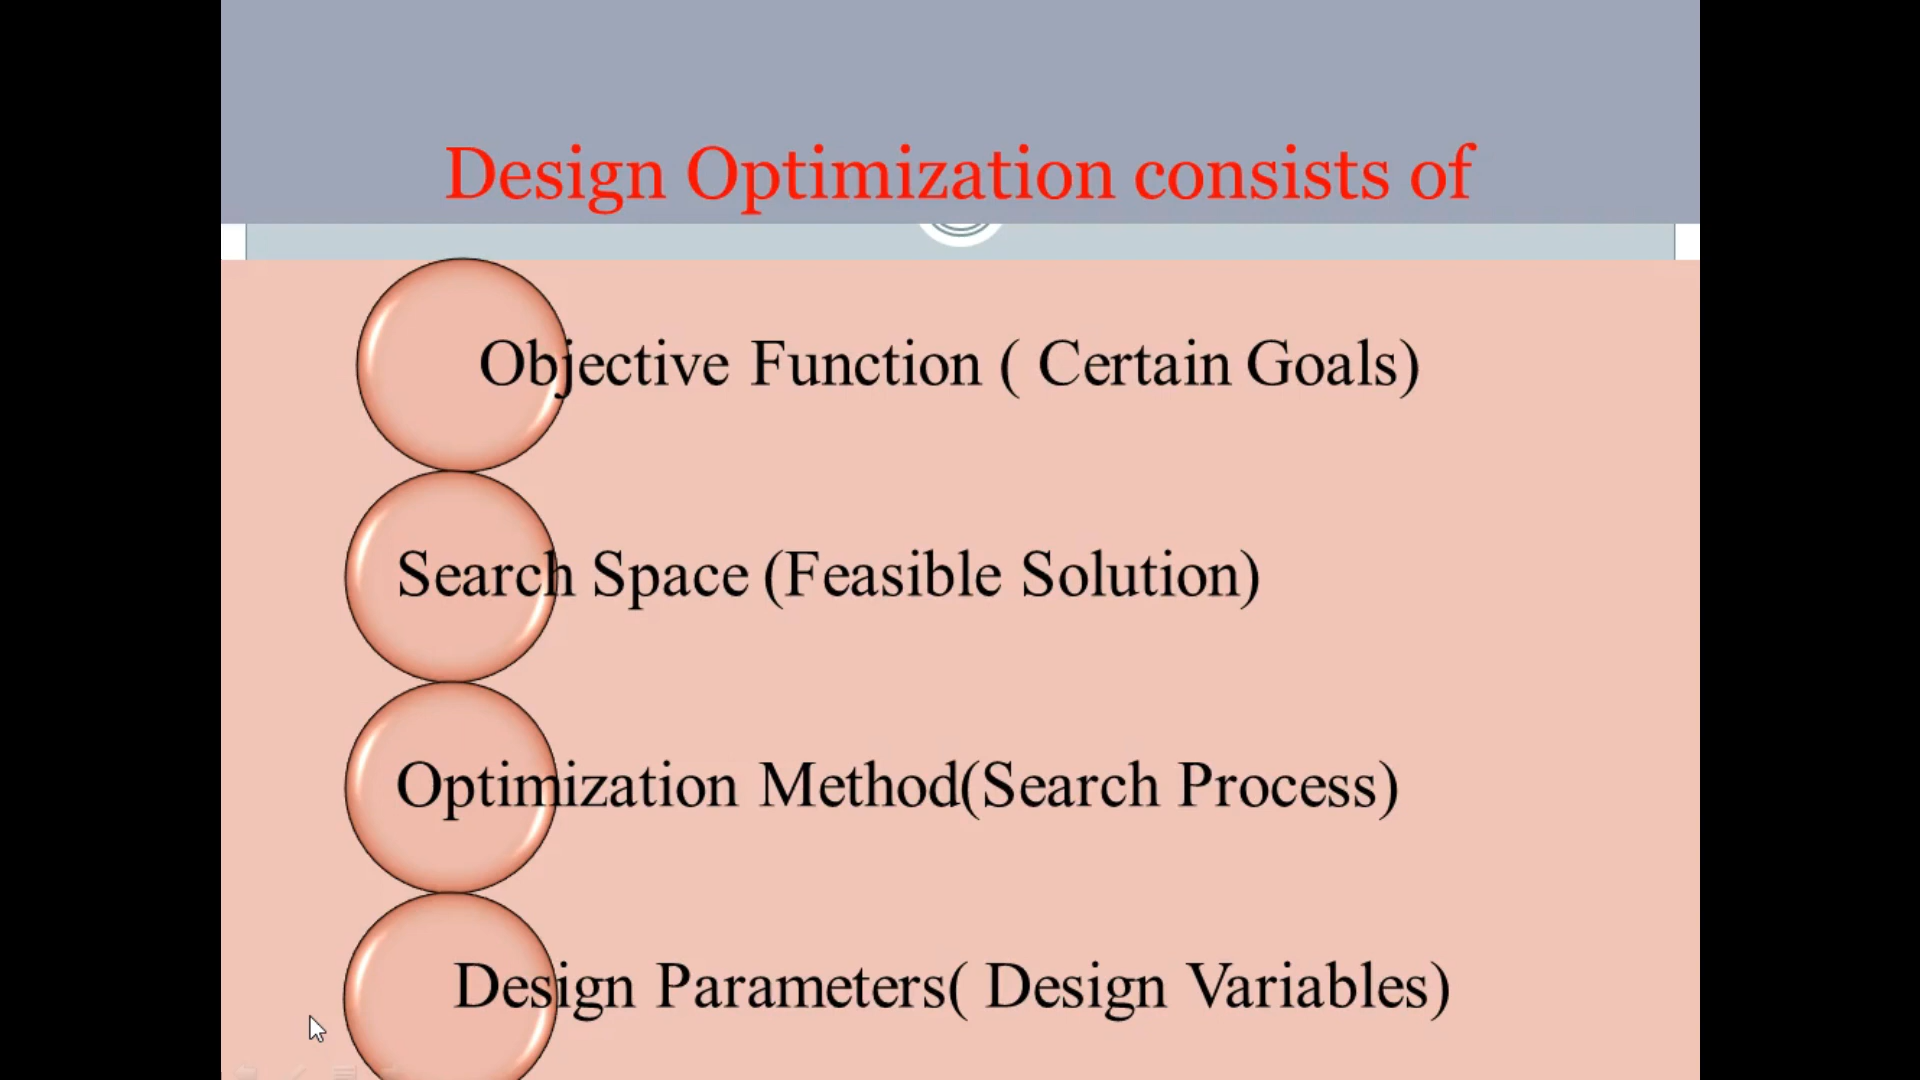 Design Optimization consists of
Objective Function ( Certain Goals)
Search Space (Feasible Solution)
Optimization Method(Search Process)
Design Parameters( Design Variables)